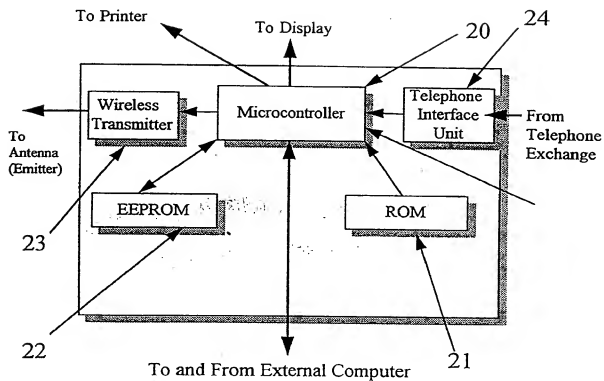 To Printer
To Display
20
24
Wireless
Transmitter
Microcontroller
Telephone
Interface
Unit
From
Telephone
Exchange
To
Antenna
(Emitter)
EEPROM
ROM
23
22
21
To and From External Computer